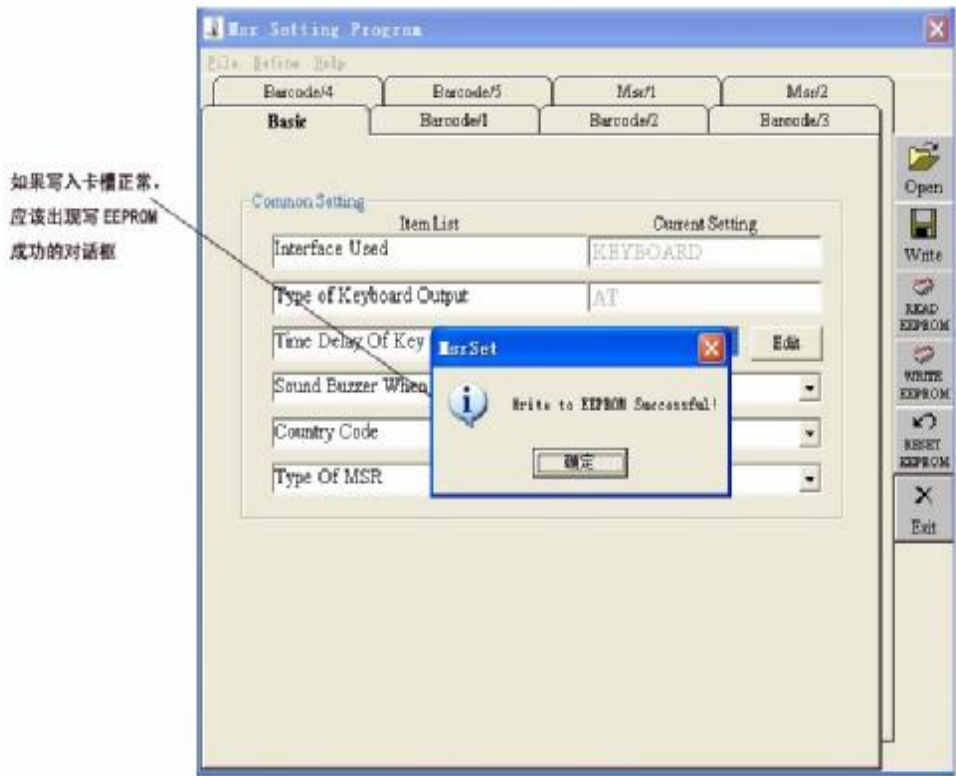 Msr Setting Program
File Refine Help
Barcode/4 Barcode/5 Msr/1 Msr/2
Basic Barcode/1 Barcode/2 Barcode/3
如果写入卡槽正常,
应该出现写 EEPROM
成功的对话框
Common Setting
Item List Current Setting
Interface Used KEYBOARD
Type of Keyboard Output AT
Time Delay Of Key Edit
Sound Buzzer When
Country Code
Type Of MSR
MsrSet
Write to EEPROM Successful!
确定
Open
Write
READ
EEPROM
WRITE
EEPROM
RESET
EEPROM
Exit